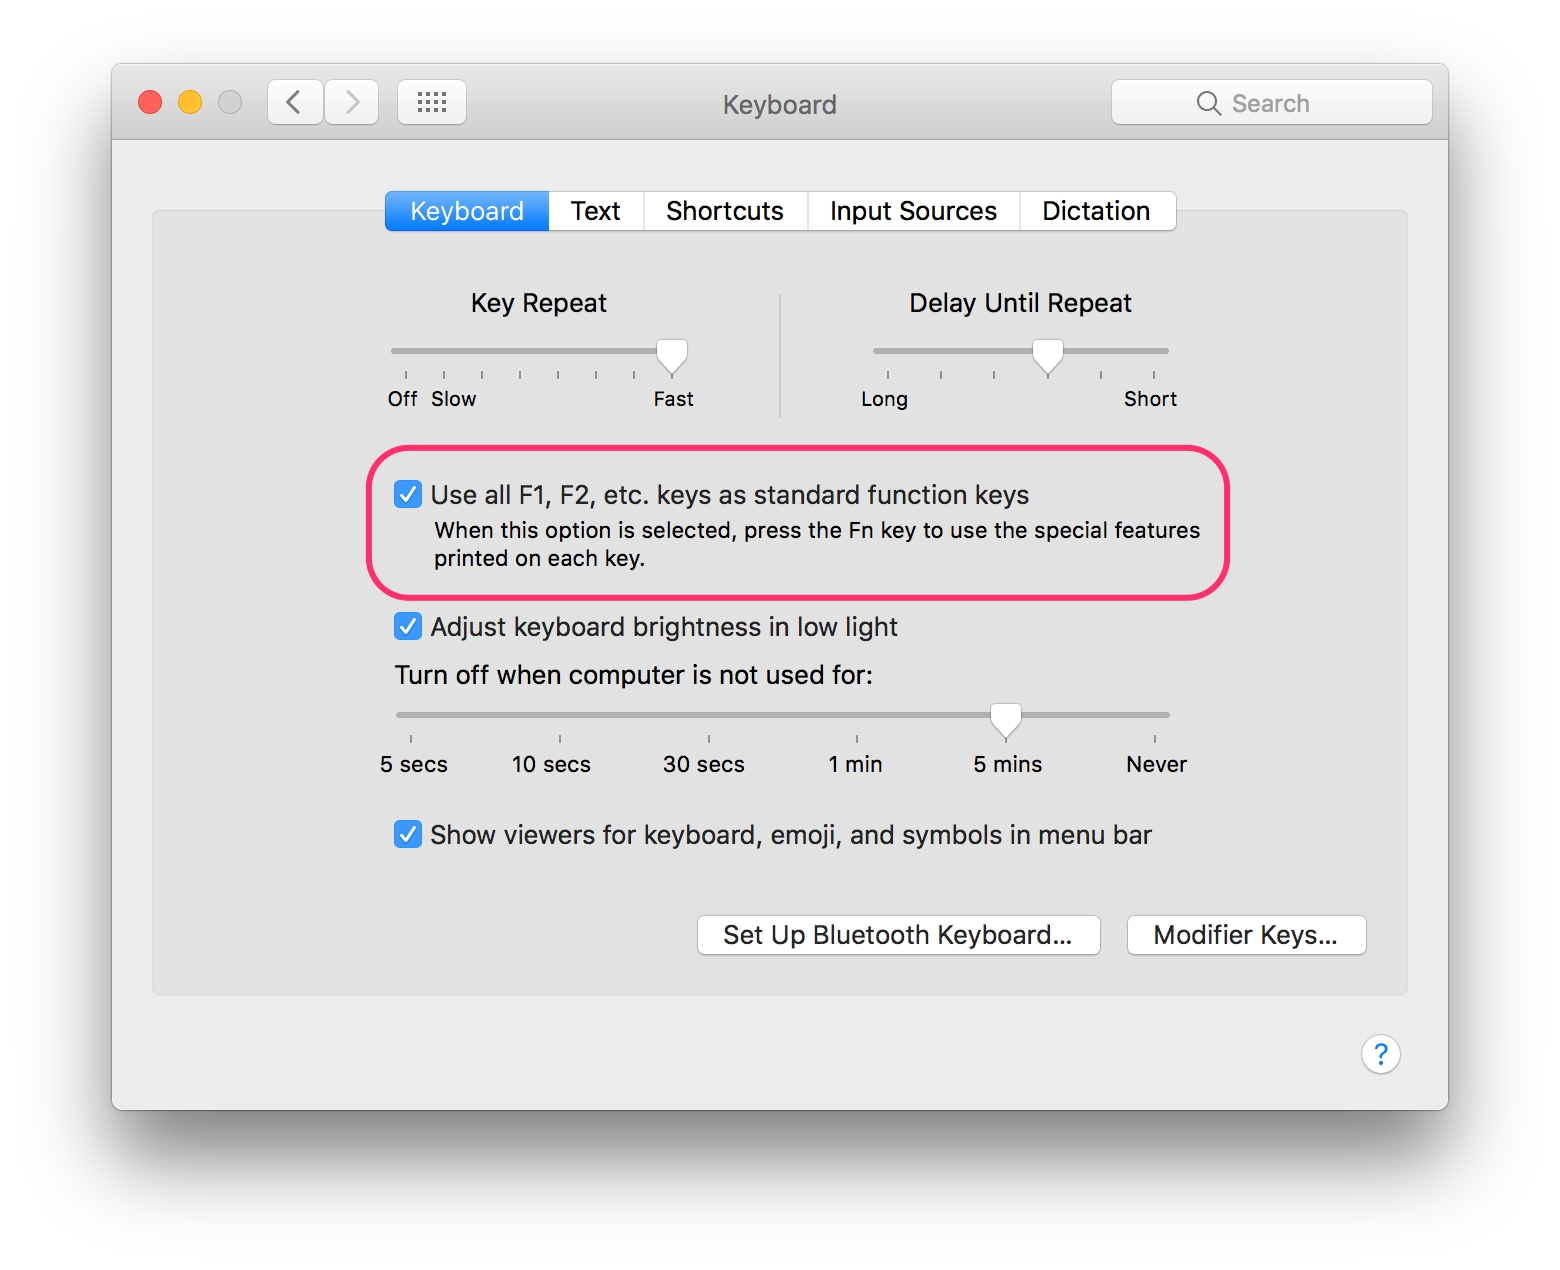 Keyboard
Search
Keyboard Text Shortcuts Input Sources Dictation
Key Repeat
Delay Until Repeat
Off Slow Fast
Long Short
Use all F1, F2, etc. keys as standard function keys
When this option is selected, press the Fn key to use the special features
printed on each key.
Adjust keyboard brightness in low light
Turn off when computer is not used for:
5 secs 10 secs 30 secs 1 min 5 mins Never
Show viewers for keyboard, emoji, and symbols in menu bar
Set Up Bluetooth Keyboard... Modifier Keys...
?